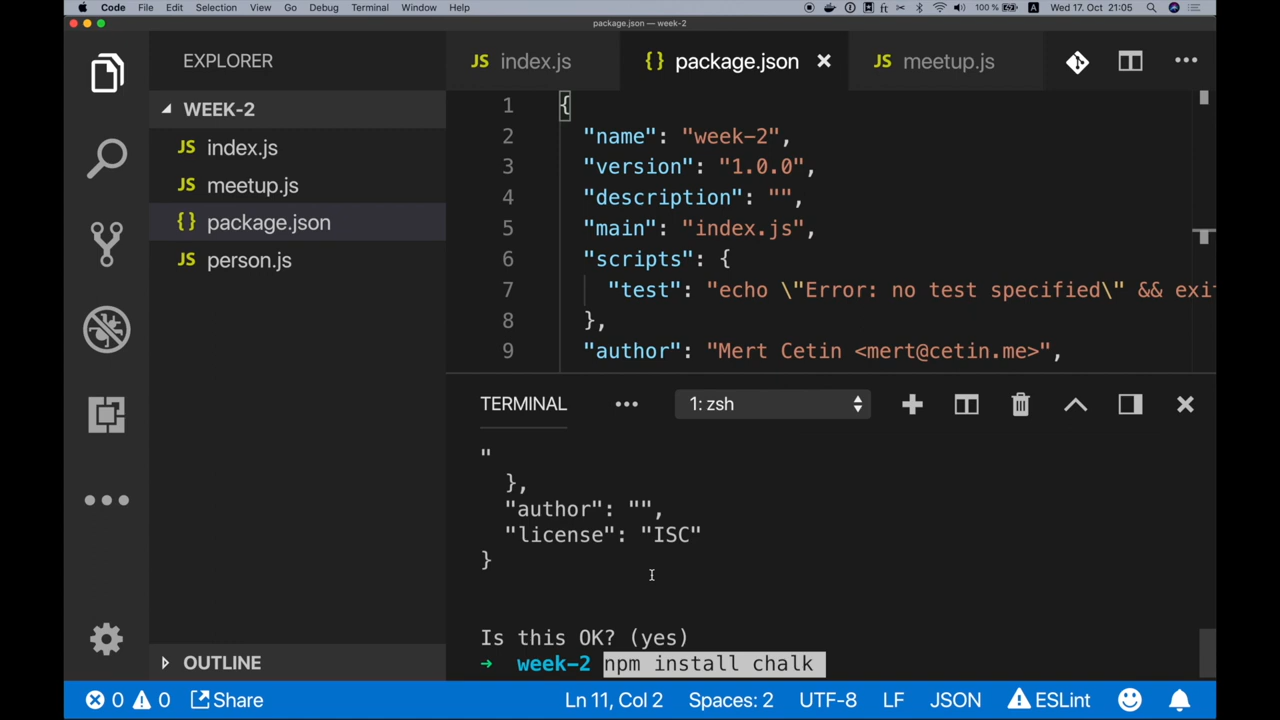 Code File Edit Selection View Go Debug Terminal Window Help 100 % A Wed 17. Oct 21:05
package.json — week-2
EXPLORER
WEEK-2
JS index.js
JS meetup.js
{} package.json
JS person.js
OUTLINE
JS index.js {} package.json JS meetup.js
1 {
2 "name": "week-2",
3 "version": "1.0.0",
4 "description": "",
5 "main": "index.js",
6 "scripts": {
7 "test": "echo \"Error: no test specified\" && exi
8 },
9 "author": "Mert Cetin <mert@cetin.me>",
TERMINAL 1: zsh
"
},
"author": "",
"license": "ISC"
}
Is this OK? (yes)
→ week-2 npm install chalk
0 0 Share Ln 11, Col 2 Spaces: 2 UTF-8 LF JSON ESLint